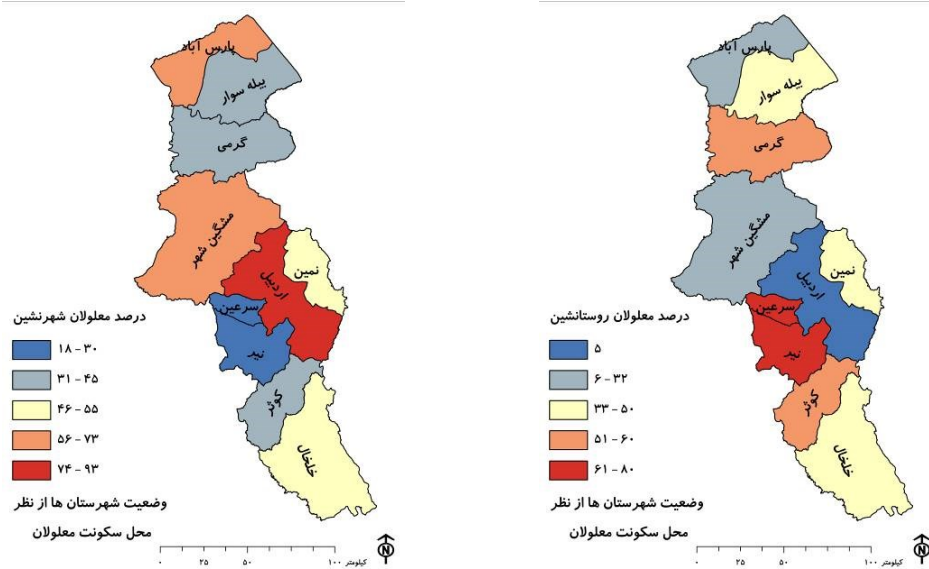 پارس آباد
بیله سوار
گرمی
مشگین شهر
نمین
اردبیل
سرعین
نیر
کوثر
خلخال
درصد معلولان شهرنشین
۱۸ - ۳۰
۳۱ - ۴۵
۴۶ - ۵۵
۵۶ - ۷۳
۷۴ - ۹۳
وضعیت شهرستان ها از نظر
محل سکونت معلولان
۰ ۲۵ ۵۰ ۱۰۰ کیلومتر
N
پارس آباد
بیله سوار
گرمی
مشگین شهر
نمین
اردبیل
سرعین
نیر
کوثر
خلخال
درصد معلولان روستانشین
۵
۶ - ۳۲
۳۳ - ۵۰
۵۱ - ۶۰
۶۱ - ۸۰
وضعیت شهرستان ها از نظر
محل سکونت معلولان
۰ ۲۵ ۵۰ ۱۰۰ کیلومتر
N